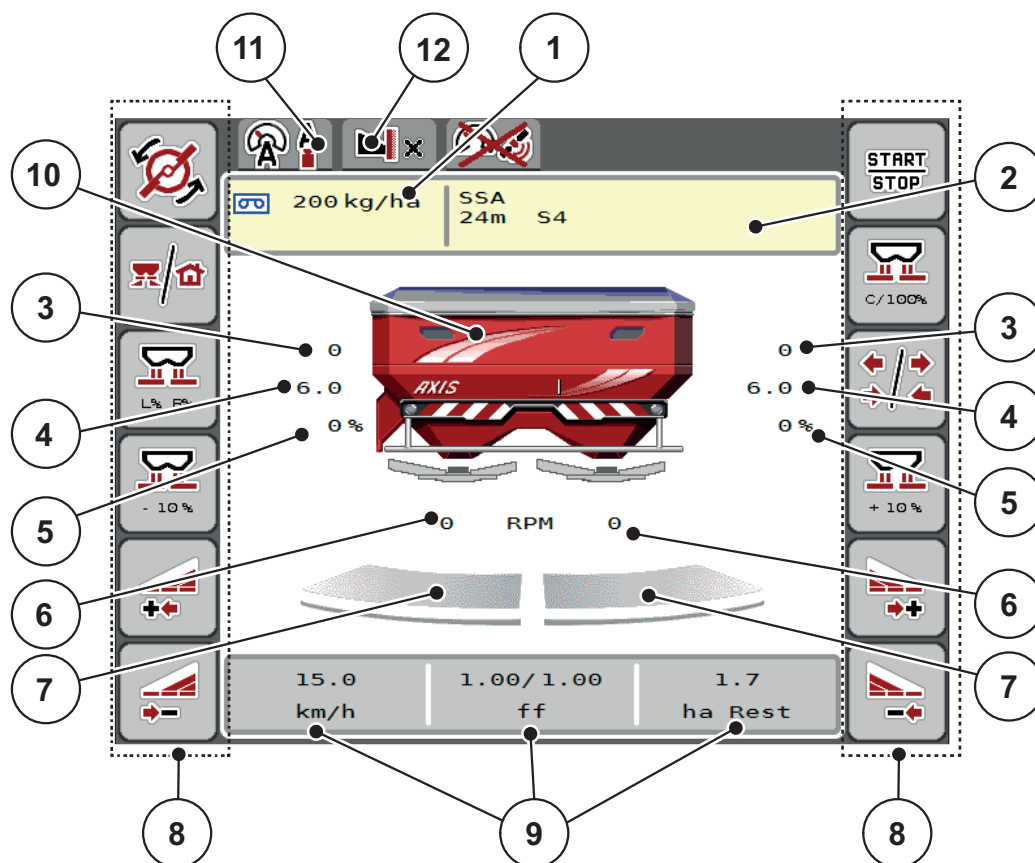 11
12
1
10
2
A
START
STOP
200 kg/ha
SSA
24m S4
C/100%
3
0
0
3
AXIS
L% R%
4
6.0
6.0
4
0%
0%
5
- 10%
+ 10%
5
0 RPM 0
6
6
7
7
15.0
1.00/1.00
1.7
km/h
ff
ha Rest
8
9
8